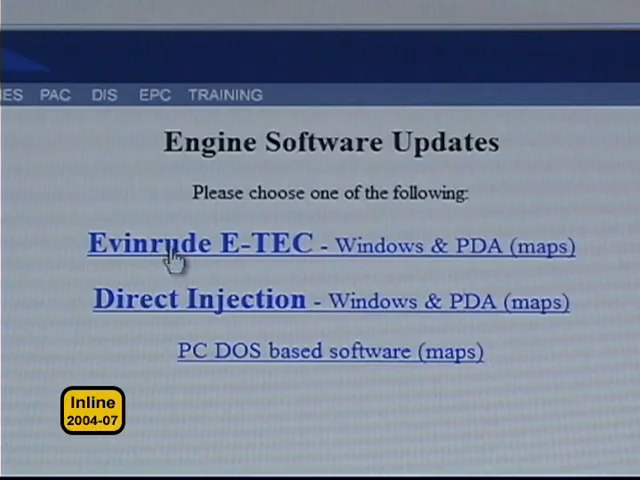 PAC DIS EPC TRAINING
Engine Software Updates
Please choose one of the following:
Evinrude E-TEC - Windows & PDA (maps)
Direct Injection - Windows & PDA (maps)
PC DOS based software (maps)
Inline
2004-07